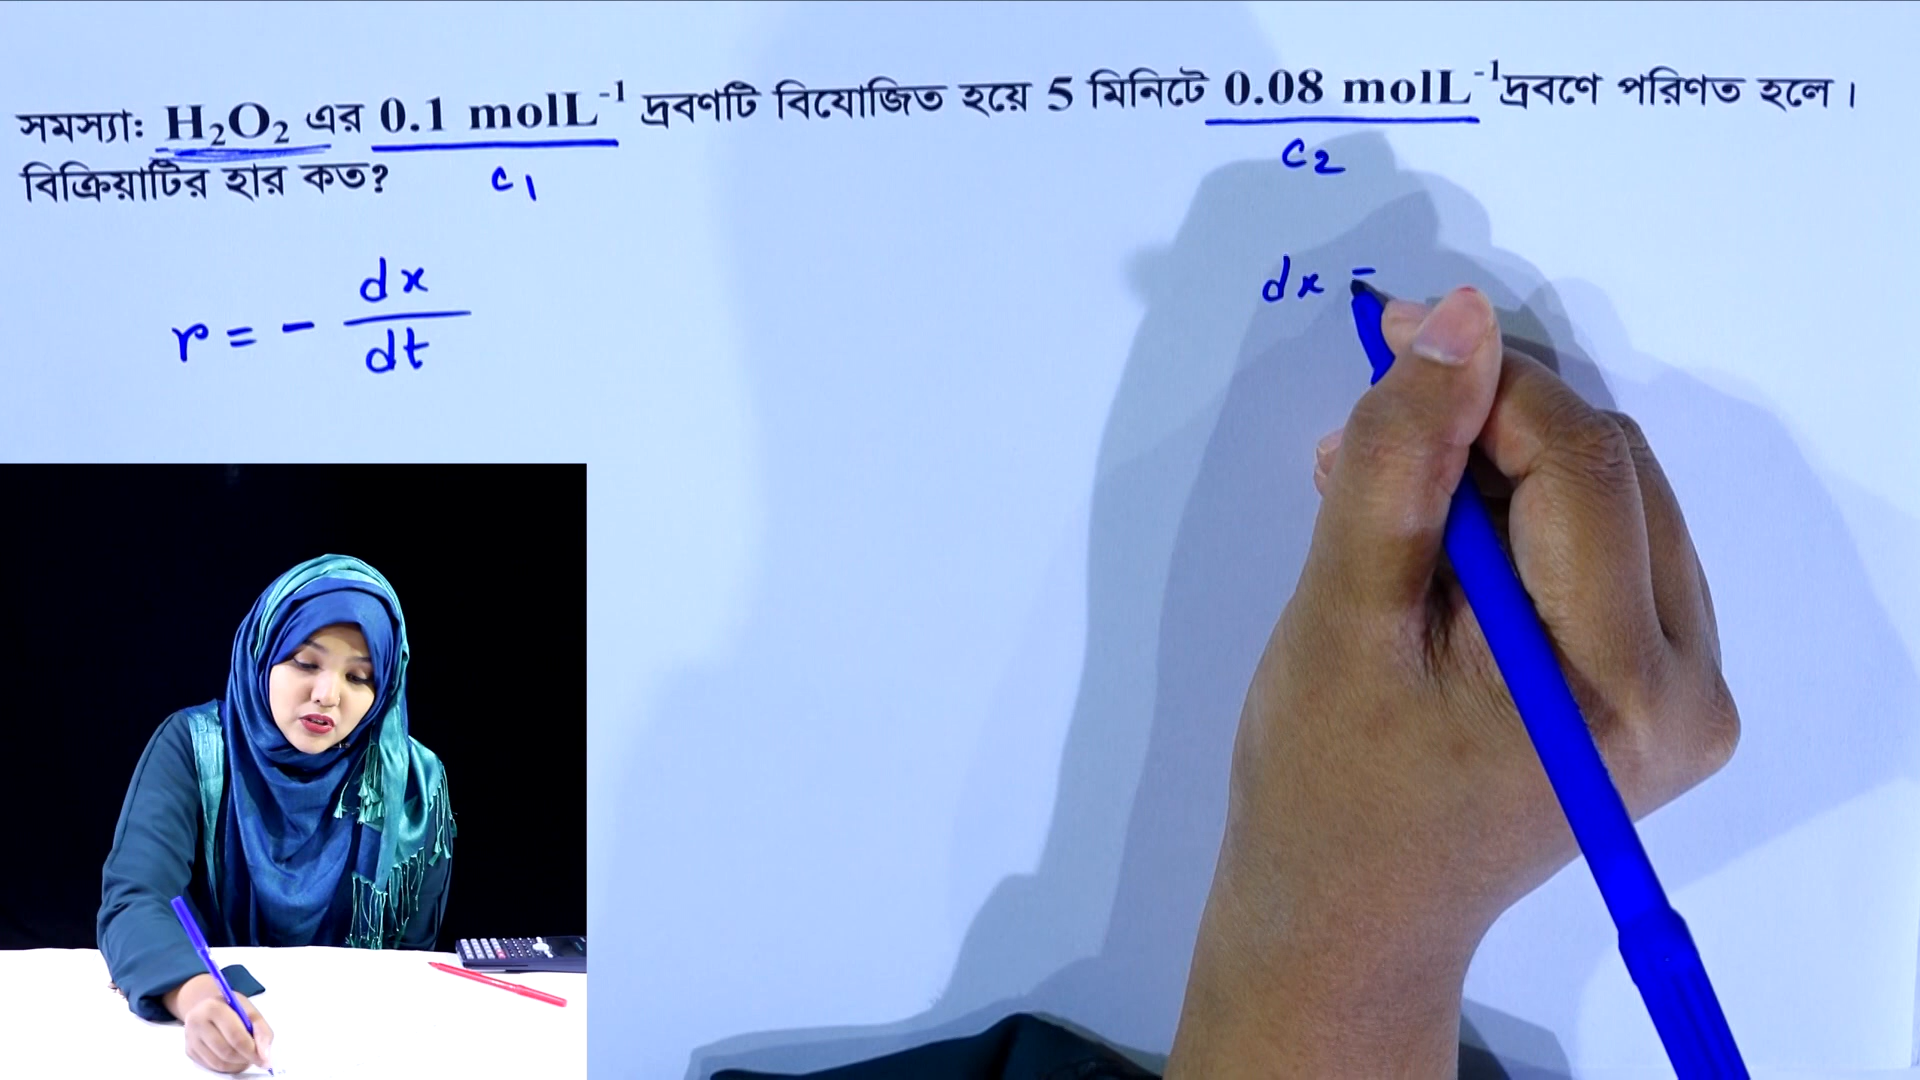 সমস্যাঃ H₂O₂ এর 0.1 molL⁻¹ দ্রবণটি বিযোজিত হয়ে 5 মিনিটে 0.08 molL⁻¹ দ্রবণে পরিণত হলে।
বিক্রিয়াটির হার কত?
c₁
c₂
r = - dx/dt
dx =